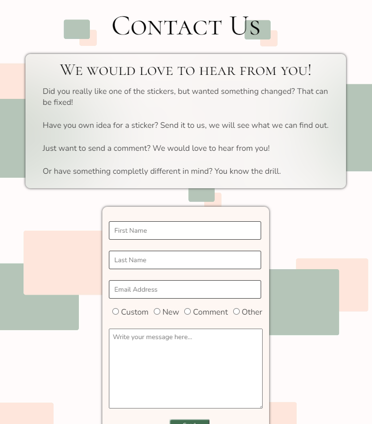 Contact Us
We would love to hear from you!
Did you really like one of the stickers, but wanted something changed? That can
be fixed!
Have you own idea for a sticker? Send it to us, we will see what we can find out.
Just want to send a comment? We would love to hear from you!
Or have something completly different in mind? You know the drill.
First Name
Last Name
Email Address
Custom New Comment Other
Write your message here...